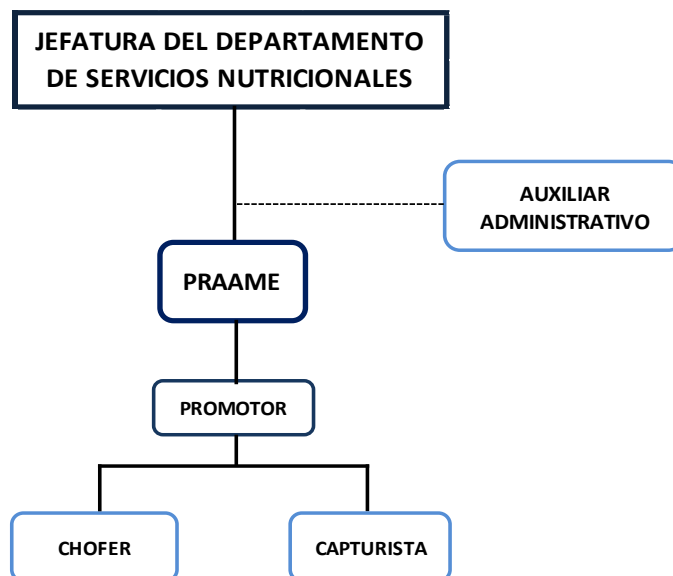 JEFATURA DEL DEPARTAMENTO
DE SERVICIOS NUTRICIONALES
AUXILIAR
ADMINISTRATIVO
PRAAME
PROMOTOR
CHOFER
CAPTURISTA